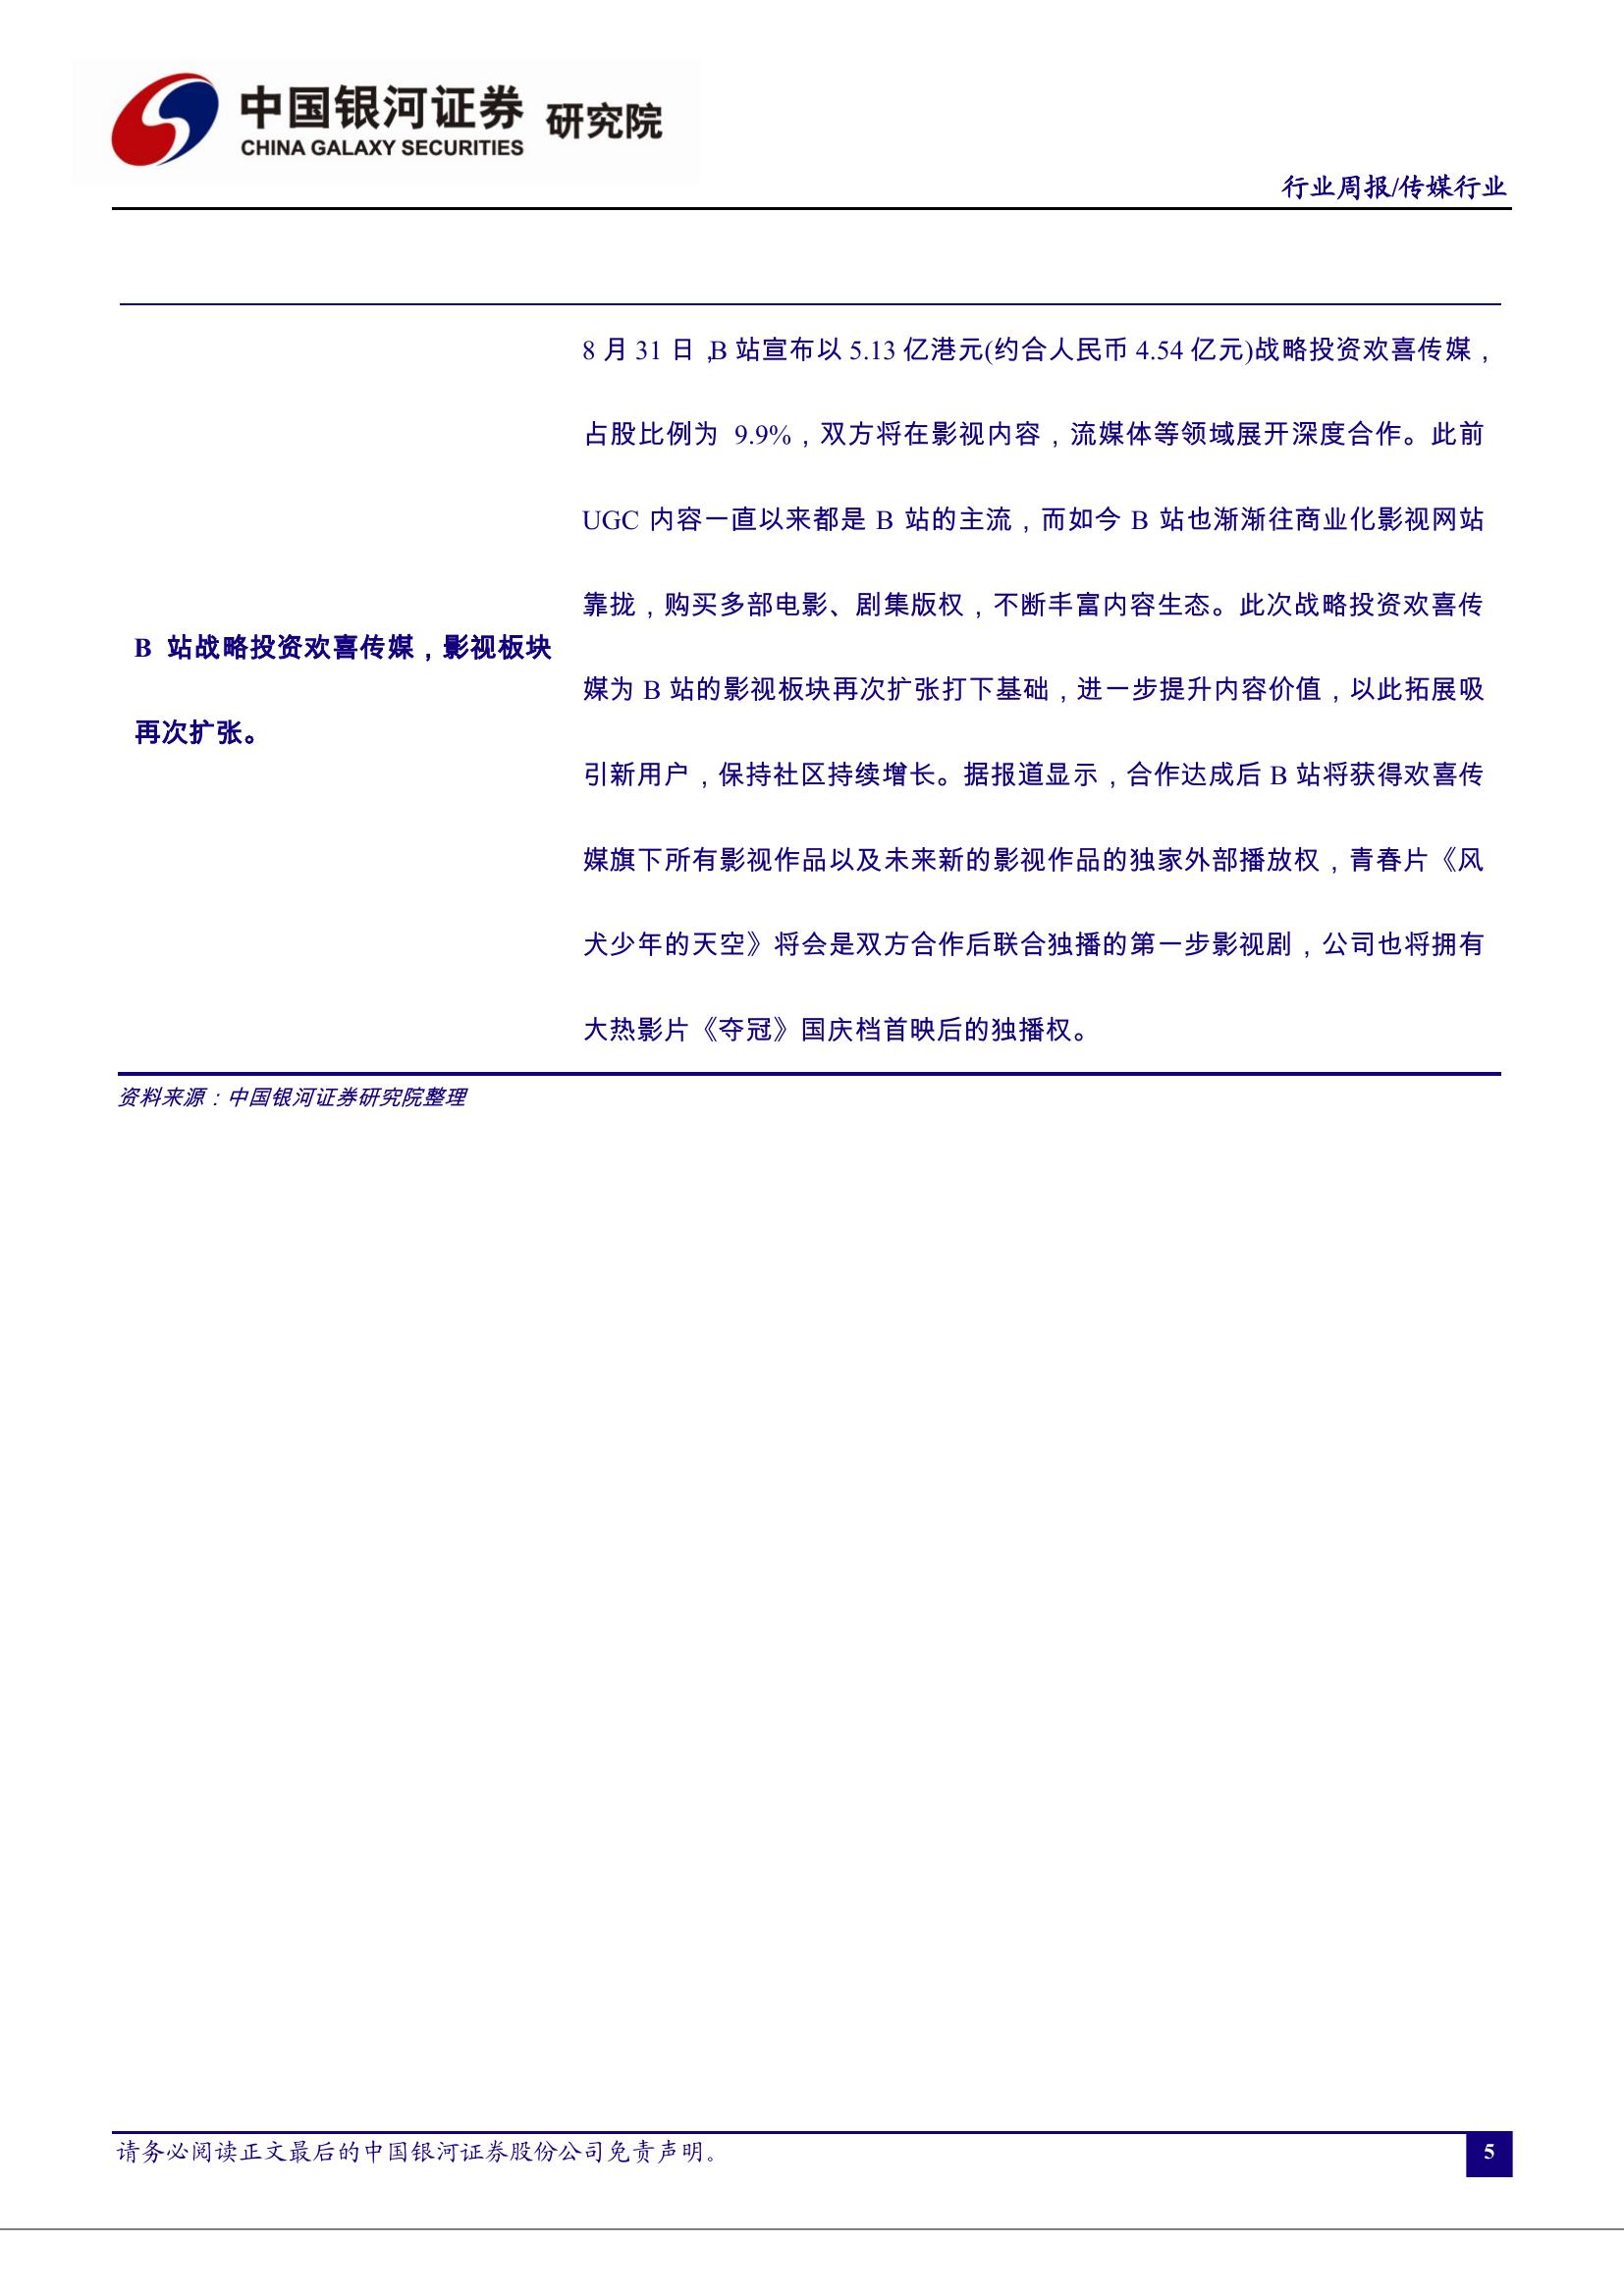 中国银河证券 研究院
CHINA GALAXY SECURITIES
行业周报/传媒行业
B 站战略投资欢喜传媒，影视板块
再次扩张。
8 月 31 日，B 站宣布以 5.13 亿港元(约合人民币 4.54 亿元)战略投资欢喜传媒，
占股比例为 9.9%，双方将在影视内容，流媒体等领域展开深度合作。此前
UGC 内容一直以来都是 B 站的主流，而如今 B 站也渐渐往商业化影视网站
靠拢，购买多部电影、剧集版权，不断丰富内容生态。此次战略投资欢喜传
媒为 B 站的影视板块再次扩张打下基础，进一步提升内容价值，以此拓展吸
引新用户，保持社区持续增长。据报道显示，合作达成后 B 站将获得欢喜传
媒旗下所有影视作品以及未来新的影视作品的独家外部播放权，青春片《风
犬少年的天空》将会是双方合作后联合独播的第一步影视剧，公司也将拥有
大热影片《夺冠》国庆档首映后的独播权。
资料来源：中国银河证券研究院整理
请务必阅读正文最后的中国银河证券股份公司免责声明。
5